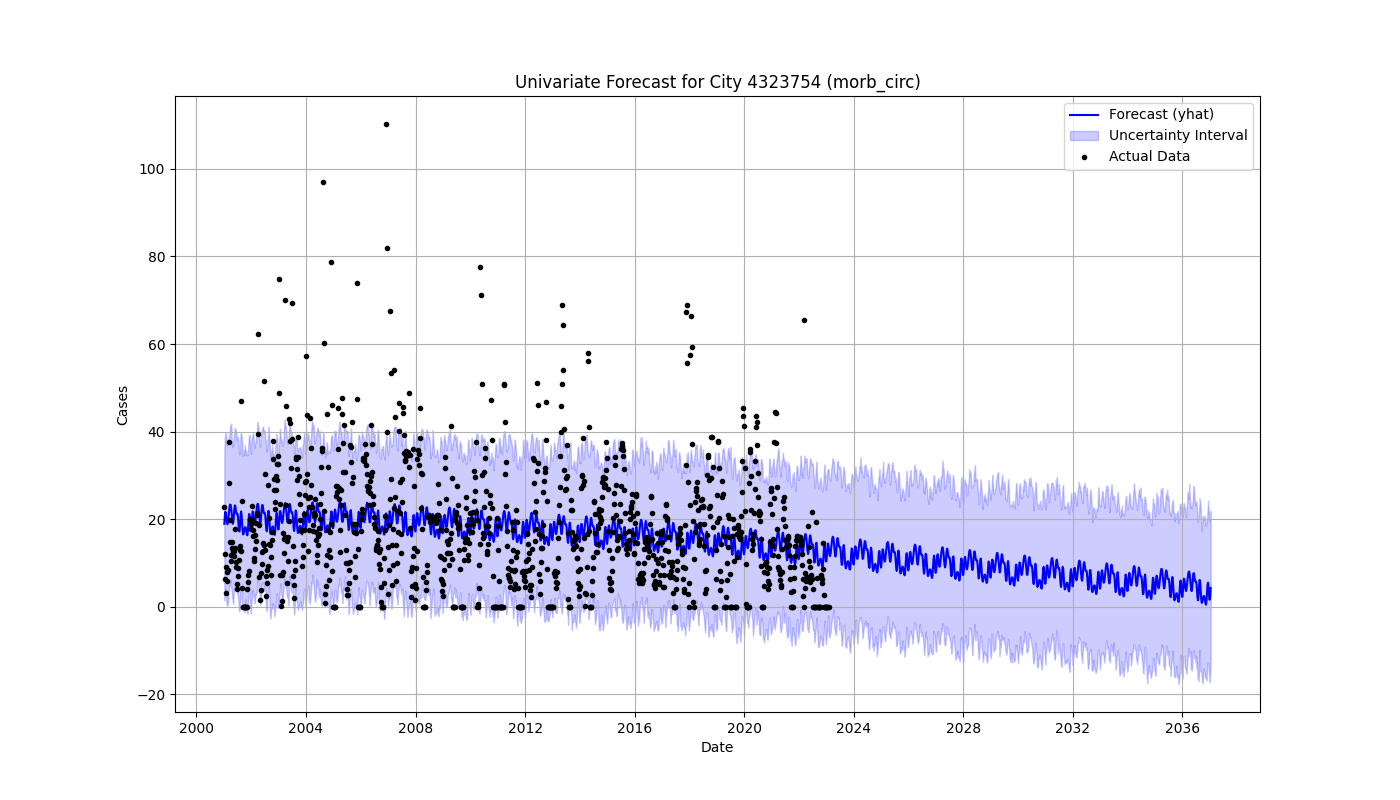 Univariate Forecast for City 4323754 (morb_circ)
Forecast (yhat)
Uncertainty Interval
Actual Data
Cases
100
80
60
40
20
0
−20
2000 2004 2008 2012 2016 2020 2024 2028 2032 2036
Date